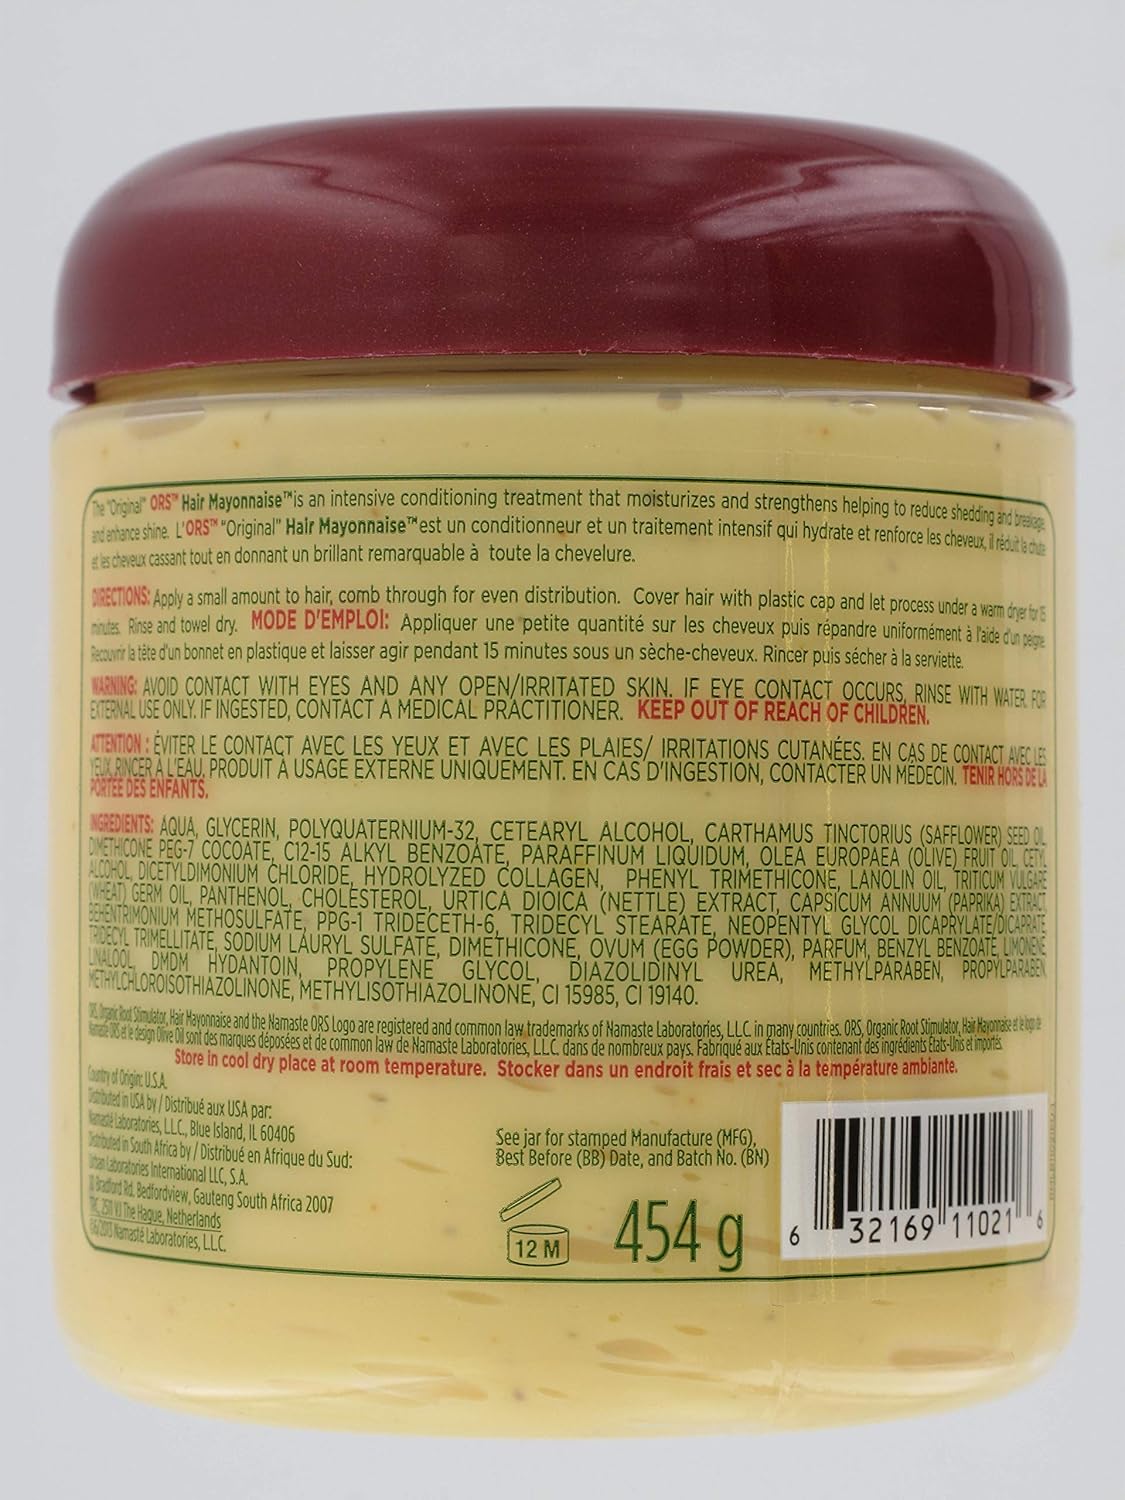 The "Original" ORS™ Hair Mayonnaise™is an intensive conditioning treatment that moisturizes and strengthens helping to reduce shedding and breakage,
and enhance shine. L'ORS™ "Original" Hair Mayonnaise™est un conditionneur et un traitement intensif qui hydrate et renforce les cheveux, il réduit la chute
et les cheveux cassant tout en donnant un brillant remarquable à toute la chevelure.
DIRECTIONS: Apply a small amount to hair, comb through for even distribution. Cover hair with plastic cap and let process under a warm dryer for 15
minutes. Rinse and towel dry. MODE D'EMPLOI: Appliquer une petite quantité sur les cheveux puis répandre uniformément à l'aide d'un peigne.
Recouvrir la tête d'un bonnet en plastique et laisser agir pendant 15 minutes sous un sèche-cheveux. Rincer puis sécher à la serviette.
WARNING: AVOID CONTACT WITH EYES AND ANY OPEN/IRRITATED SKIN. IF EYE CONTACT OCCURS, RINSE WITH WATER. FOR
EXTERNAL USE ONLY. IF INGESTED, CONTACT A MEDICAL PRACTITIONER. KEEP OUT OF REACH OF CHILDREN.
ATTENTION : ÉVITER LE CONTACT AVEC LES YEUX ET AVEC LES PLAIES/ IRRITATIONS CUTANÉES. EN CAS DE CONTACT AVEC LES
YEUX, RINCER À L'EAU. PRODUIT À USAGE EXTERNE UNIQUEMENT. EN CAS D'INGESTION, CONTACTER UN MÉDECIN. TENIR HORS DE LA
PORTÉE DES ENFANTS.
INGREDIENTS: AQUA, GLYCERIN, POLYQUATERNIUM-32, CETEARYL ALCOHOL, CARTHAMUS TINCTORIUS (SAFFLOWER) SEED OIL,
DIMETHICONE PEG-7 COCOATE, C12-15 ALKYL BENZOATE, PARAFFINUM LIQUIDUM, OLEA EUROPAEA (OLIVE) FRUIT OIL, CETYL
ALCOHOL, DICETYLDIMONIUM CHLORIDE, HYDROLYZED COLLAGEN, PHENYL TRIMETHICONE, LANOLIN OIL, TRITICUM VULGARE
(WHEAT) GERM OIL, PANTHENOL, CHOLESTEROL, URTICA DIOICA (NETTLE) EXTRACT, CAPSICUM ANNUUM (PAPRIKA) EXTRACT,
BEHENTRIMONIUM METHOSULFATE, PPG-1 TRIDECETH-6, TRIDECYL STEARATE, NEOPENTYL GLYCOL DICAPRYLATE/DICAPRATE,
TRIDECYL TRIMELLITATE, SODIUM LAURYL SULFATE, DIMETHICONE, OVUM (EGG POWDER), PARFUM, BENZYL BENZOATE, LIMONENE,
LINALOOL, DMDM HYDANTOIN, PROPYLENE GLYCOL, DIAZOLIDINYL UREA, METHYLPARABEN, PROPYLPARABEN,
METHYLCHLOROISOTHIAZOLINONE, METHYLISOTHIAZOLINONE, CI 15985, CI 19140.
ORS, Organic Root Stimulator, Hair Mayonnaise and the Namaste ORS Logo are registered and common law trademarks of Namaste Laboratories, L.L.C. in many countries. ORS, Organic Root Stimulator, Hair Mayonnaise et le logo de
Namaste ORS et le design Olive Oil sont des marques déposées et de common law de Namaste Laboratories, L.L.C. dans de nombreux pays. Fabriqué aux États-Unis contenant des ingrédients États-Unis et importés.
Store in cool dry place at room temperature. Stocker dans un endroit frais et sec à la température ambiante.
Country of Origin: U.S.A.
Distributed in USA by / Distribué aux USA par:
Namasté Laboratories, L.L.C., Blue Island, IL 60406
Distributed in South Africa by / Distribué en Afrique du Sud:
Urban Laboratories International LLC, S.A.
Bradford Rd, Bedfordview, Gauteng South Africa 2007
TRC, 2511 VJ The Hague, Netherlands
Namasté Laboratories, L.L.C.
See jar for stamped Manufacture (MFG),
Best Before (BB) Date, and Batch No. (BN)
12 M
454 g
6 32169 11021 6